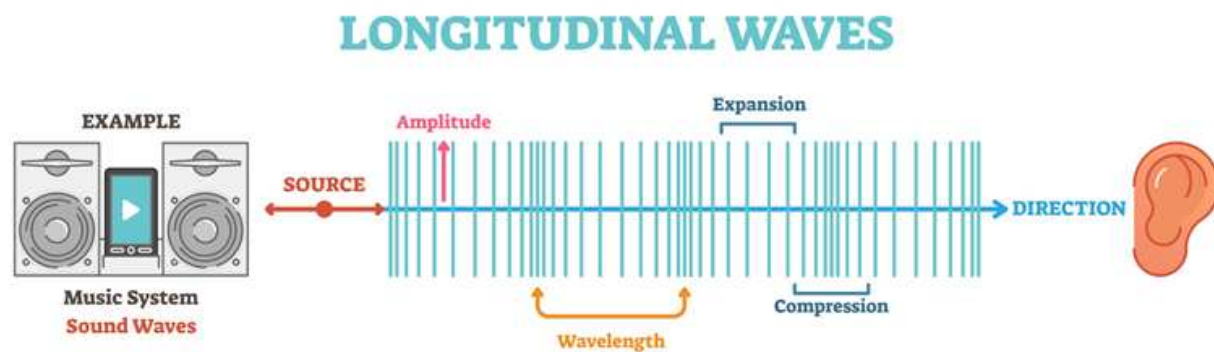 LONGITUDINAL WAVES
EXAMPLE
Music System
Sound Waves
SOURCE
Amplitude
Wavelength
Expansion
Compression
DIRECTION